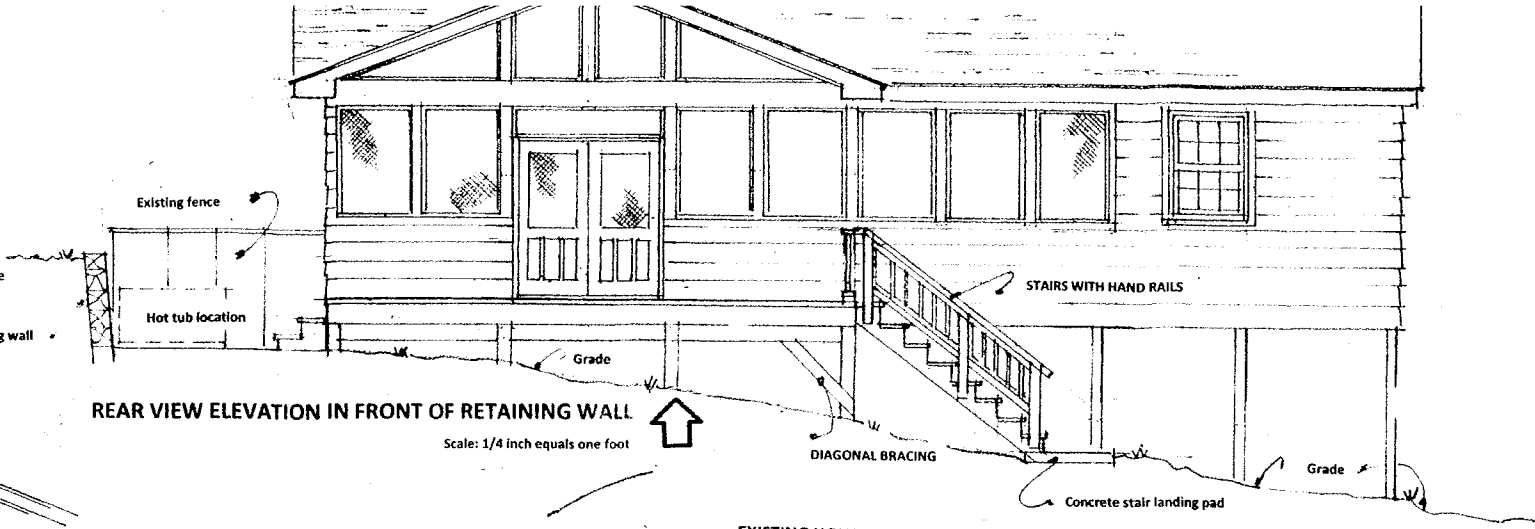 Existing fence
STAIRS WITH HAND RAILS
Hot tub location
g wall
Grade
REAR VIEW ELEVATION IN FRONT OF RETAINING WALL
Scale: 1/4 inch equals one foot
DIAGONAL BRACING
Grade
Concrete stair landing pad